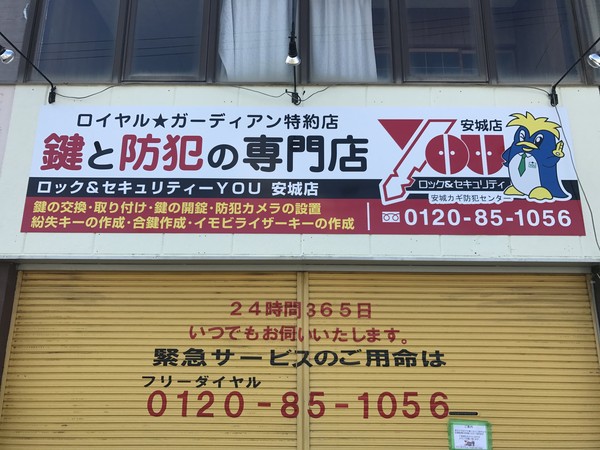 ロイヤル★ガーディアン特約店
鍵と防犯の専門店
ロック&セキュリティーYOU 安城店
鍵の交換・取り付け・鍵の開錠・防犯カメラの設置
紛失キーの作成・合鍵作成・イモビライザーキーの作成
YOU
安城店
ロック&セキュリティ
安城カギ防犯センター
0120-85-1056
24時間365日
いつでもお伺いいたします。
緊急サービスのご用命は
フリーダイヤル
0120-85-1056